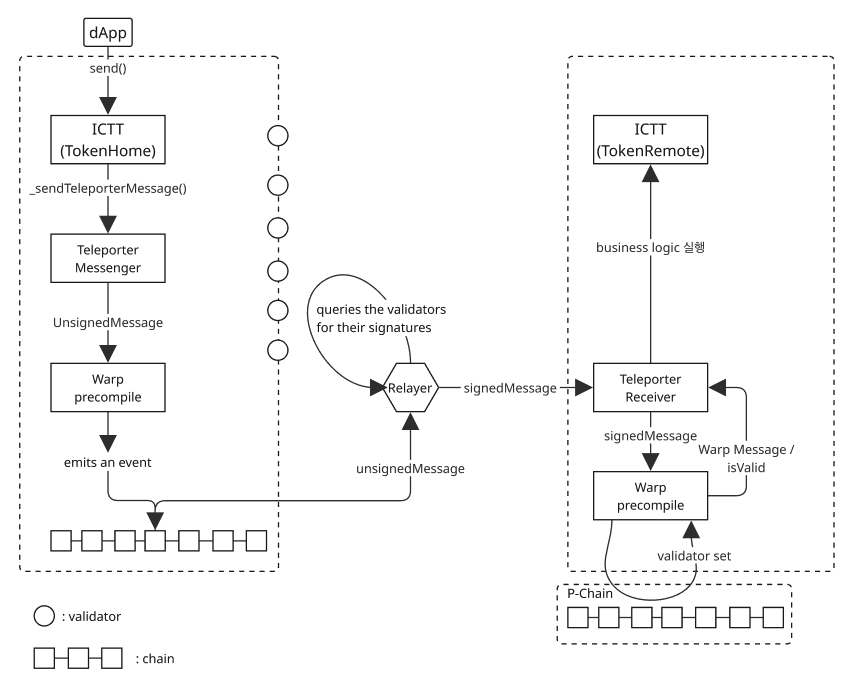 dApp
send()
ICTT
(TokenHome)
_sendTeleporterMessage()
Teleporter
Messenger
UnsignedMessage
Warp
precompile
emits an event
queries the validators
for their signatures
Relayer
unsignedMessage
signedMessage
ICTT
(TokenRemote)
business logic 실행
Teleporter
Receiver
signedMessage
Warp Message /
isValid
Warp
precompile
validator set
P-Chain
: validator
: chain